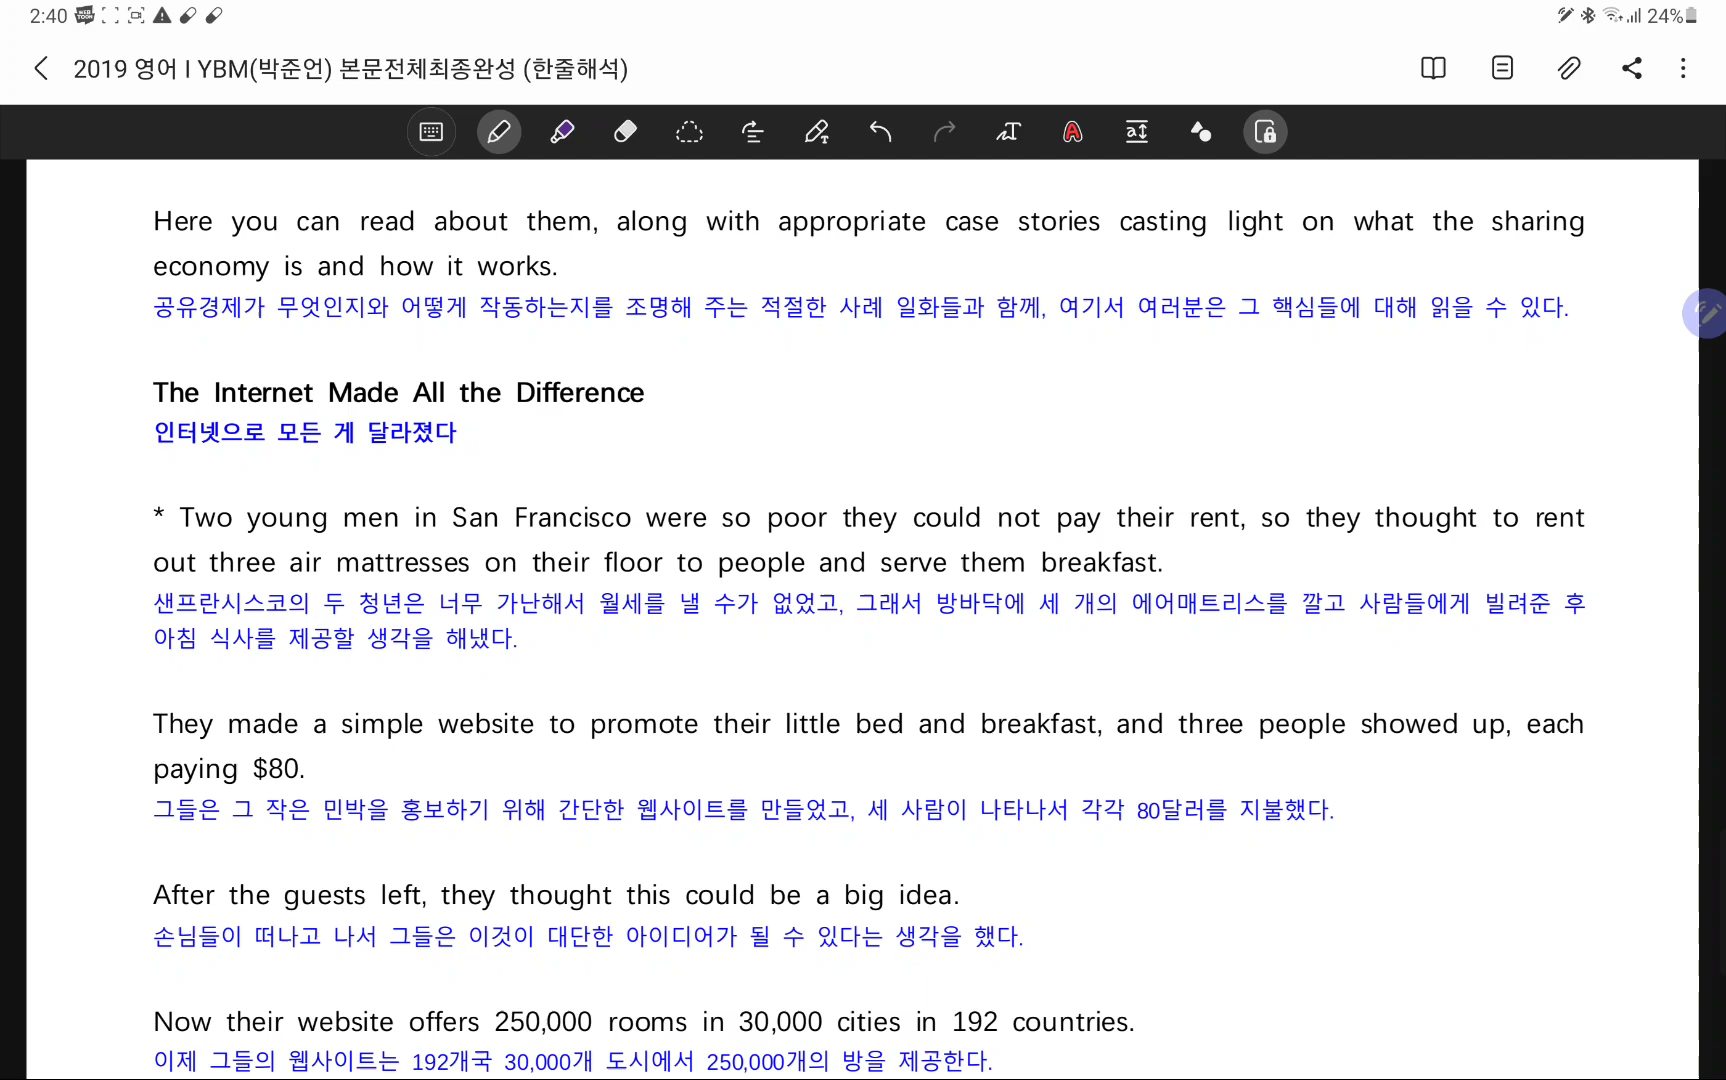 2:40
WEB TOON
24%
2019 영어 I YBM(박준언) 본문전체최종완성 (한줄해석)
Here you can read about them, along with appropriate case stories casting light on what the sharing
economy is and how it works.
공유경제가 무엇인지와 어떻게 작동하는지를 조명해 주는 적절한 사례 일화들과 함께, 여기서 여러분은 그 핵심들에 대해 읽을 수 있다.
The Internet Made All the Difference
인터넷으로 모든 게 달라졌다
* Two young men in San Francisco were so poor they could not pay their rent, so they thought to rent
out three air mattresses on their floor to people and serve them breakfast.
샌프란시스코의 두 청년은 너무 가난해서 월세를 낼 수가 없었고, 그래서 방바닥에 세 개의 에어매트리스를 깔고 사람들에게 빌려준 후
아침 식사를 제공할 생각을 해냈다.
They made a simple website to promote their little bed and breakfast, and three people showed up, each
paying $80.
그들은 그 작은 민박을 홍보하기 위해 간단한 웹사이트를 만들었고, 세 사람이 나타나서 각각 80달러를 지불했다.
After the guests left, they thought this could be a big idea.
손님들이 떠나고 나서 그들은 이것이 대단한 아이디어가 될 수 있다는 생각을 했다.
Now their website offers 250,000 rooms in 30,000 cities in 192 countries.
이제 그들의 웹사이트는 192개국 30,000개 도시에서 250,000개의 방을 제공한다.